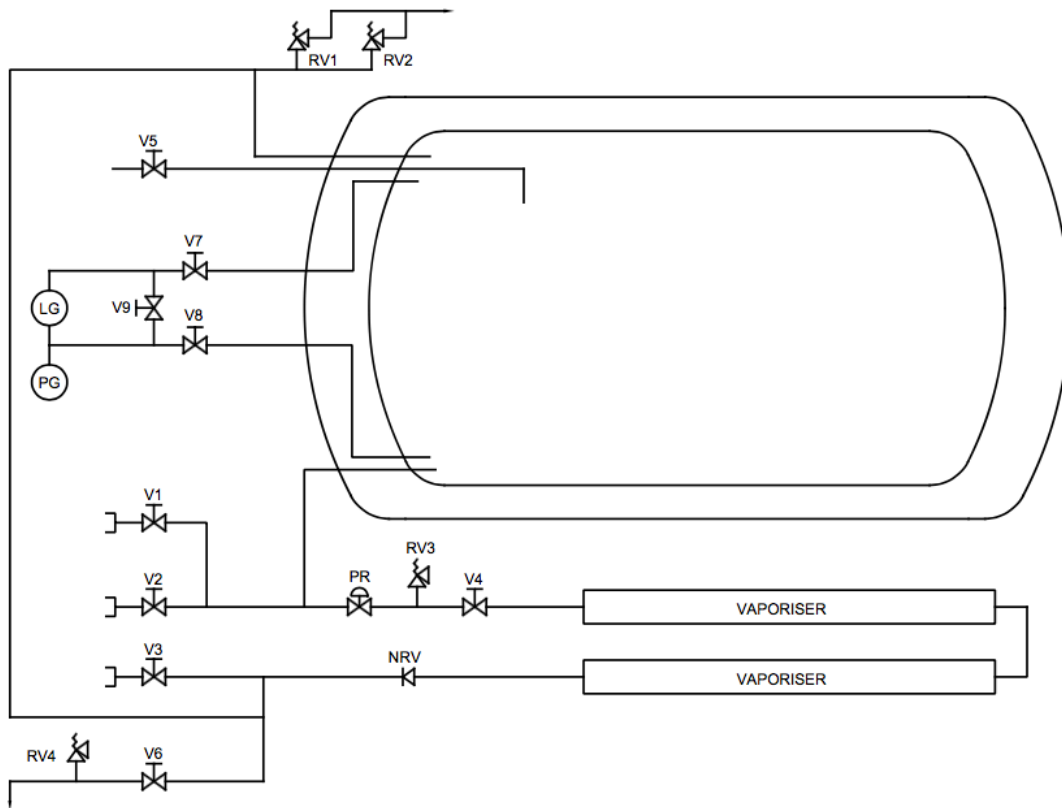 RV1
RV2
V5
V7
LG
V9
V8
PG
V1
RV3
V2
PR
V4
VAPORISER
V3
NRV
VAPORISER
RV4
V6